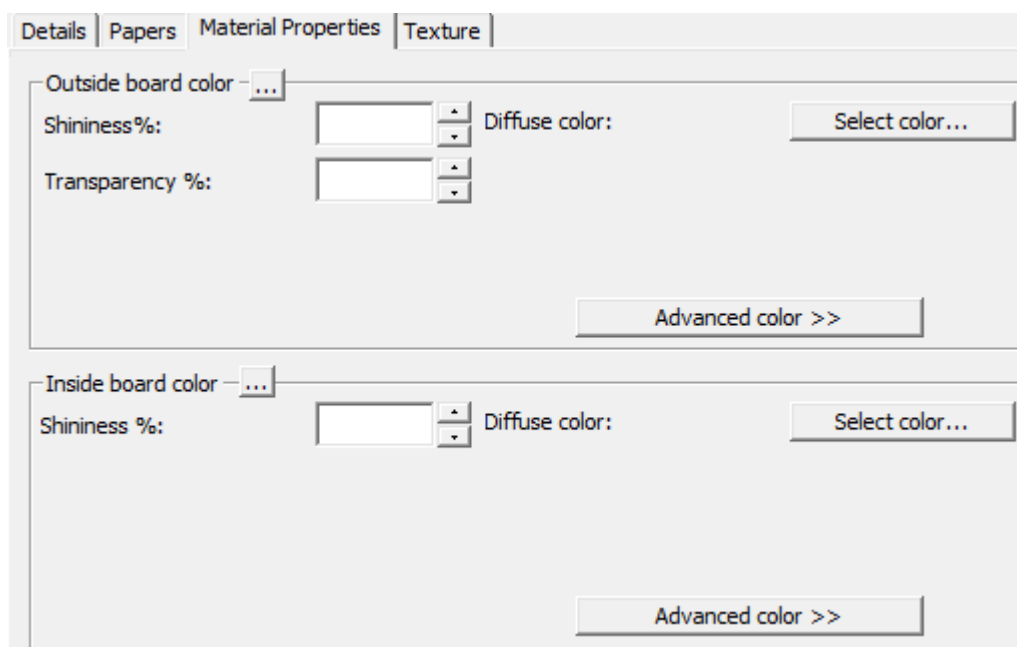 Details Papers Material Properties Texture
Outside board color ...
Shininess%: Diffuse color: Select color...
Transparency %:
Advanced color >>
Inside board color ...
Shininess %: Diffuse color: Select color...
Advanced color >>